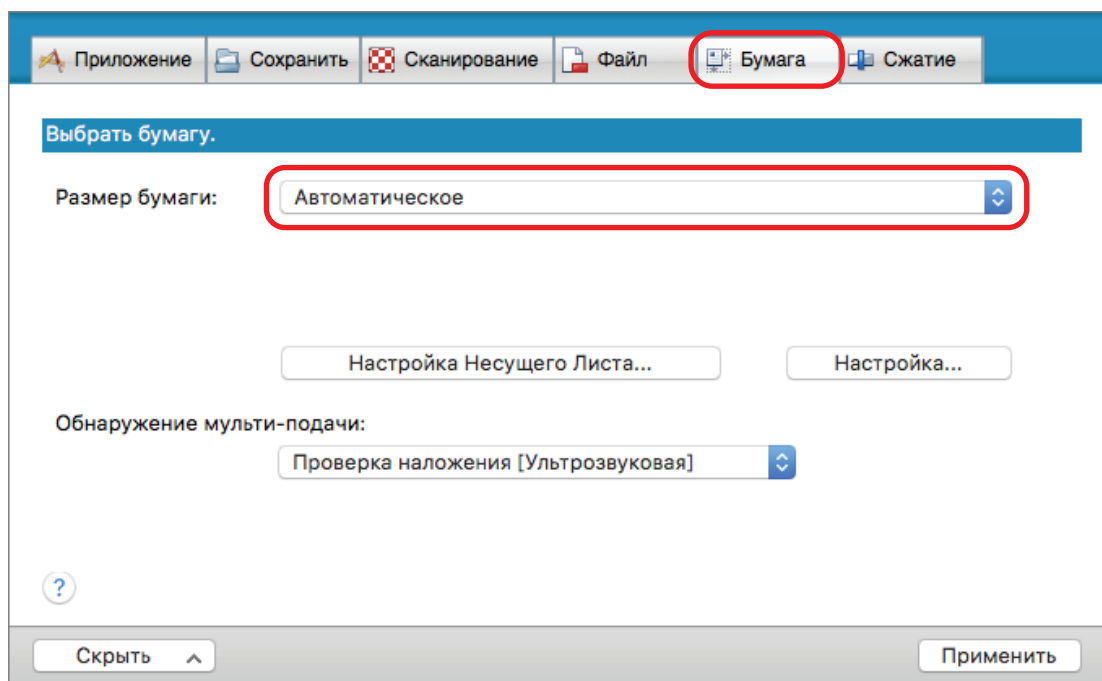 Приложение Сохранить Сканирование Файл Бумага Сжатие
Выбрать бумагу.
Размер бумаги: Автоматическое
Настройка Несущего Листа... Настройка...
Обнаружение мульти-подачи:
Проверка наложения [Ультрозвуковая]
?
Скрыть Применить